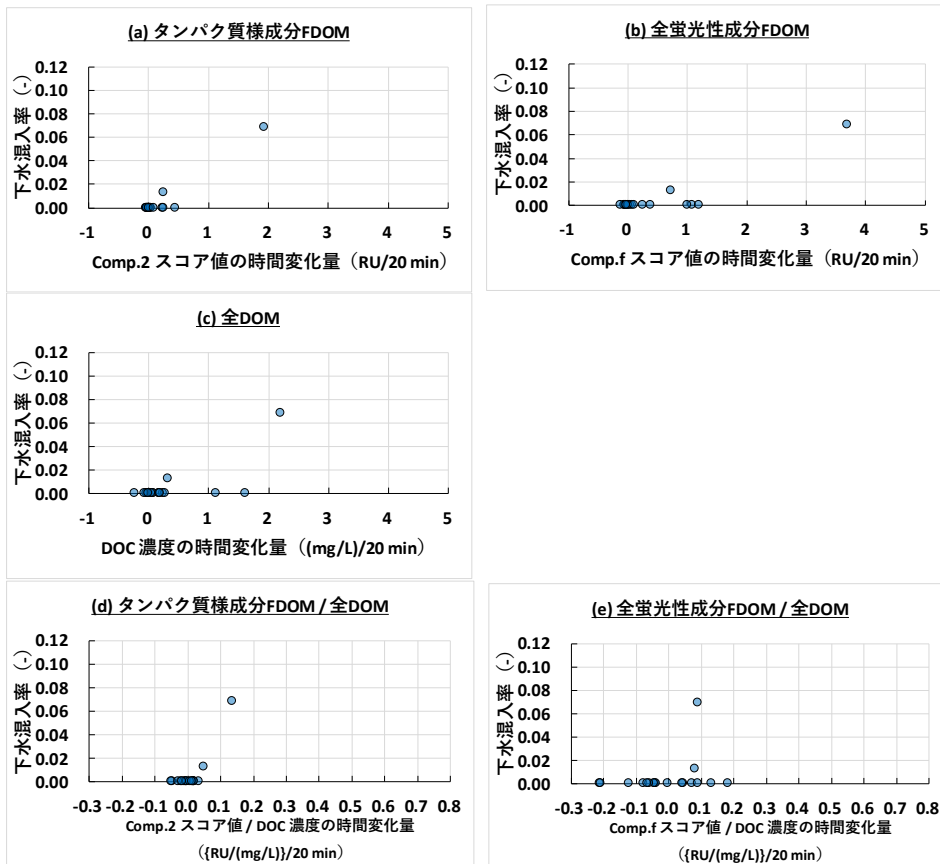 (a) タンパク質様成分FDOM
下水混入率（-）
0.12
0.10
0.08
0.06
0.04
0.02
0.00
-1 0 1 2 3 4 5
Comp.2 スコア値の時間変化量（RU/20 min）
(b) 全蛍光性成分FDOM
下水混入率（-）
0.12
0.10
0.08
0.06
0.04
0.02
0.00
-1 0 1 2 3 4 5
Comp.f スコア値の時間変化量（RU/20 min）
(c) 全DOM
下水混入率（-）
0.12
0.10
0.08
0.06
0.04
0.02
0.00
-1 0 1 2 3 4 5
DOC 濃度の時間変化量（(mg/L)/20 min）
(d) タンパク質様成分FDOM / 全DOM
下水混入率（-）
0.12
0.10
0.08
0.06
0.04
0.02
0.00
-0.3 -0.2 -0.1 0.0 0.1 0.2 0.3 0.4 0.5 0.6 0.7 0.8
Comp.2 スコア値 / DOC 濃度の時間変化量
（{RU/(mg/L)}/20 min）
(e) 全蛍光性成分FDOM / 全DOM
下水混入率（-）
0.12
0.10
0.08
0.06
0.04
0.02
0.00
-0.3 -0.2 -0.1 0.0 0.1 0.2 0.3 0.4 0.5 0.6 0.7 0.8
Comp.f スコア値 / DOC 濃度の時間変化量
（{RU/(mg/L)}/20 min）